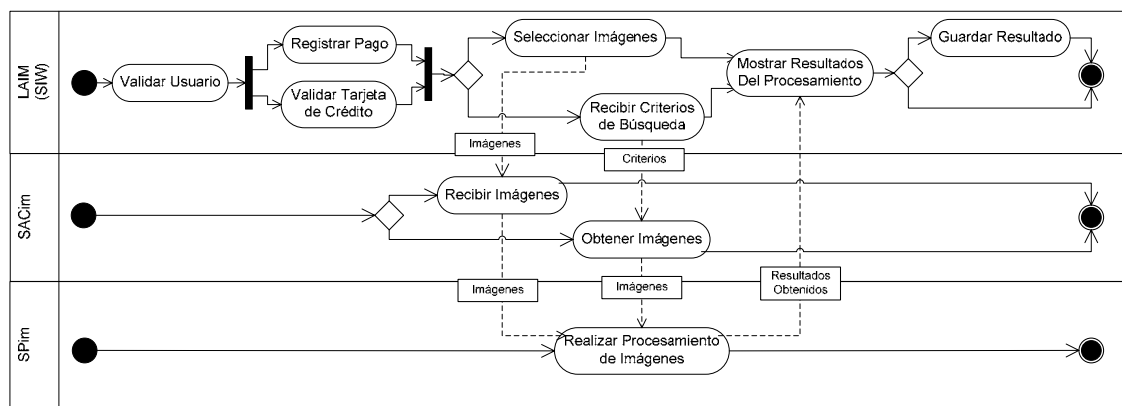 LAIM
(SIW)
Validar Usuario
Registrar Pago
Validar Tarjeta
de Crédito
Seleccionar Imágenes
Recibir Criterios
de Búsqueda
Mostrar Resultados
Del Procesamiento
Guardar Resultado
Imágenes
Criterios
SACim
Recibir Imágenes
Obtener Imágenes
Imágenes
Imágenes
Resultados
Obtenidos
SPim
Realizar Procesamiento
de Imágenes